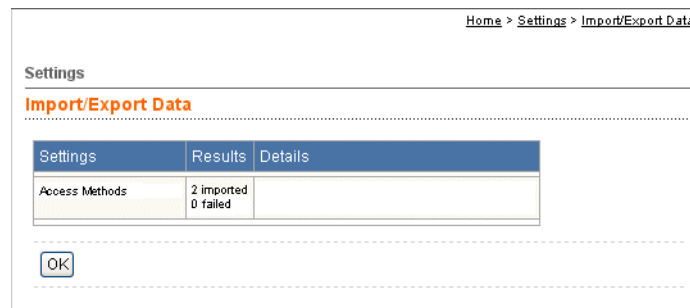 Home > Settings > Import/Export Data
Settings
Import/Export Data
Settings Results Details
Access Methods 2 imported
0 failed
OK